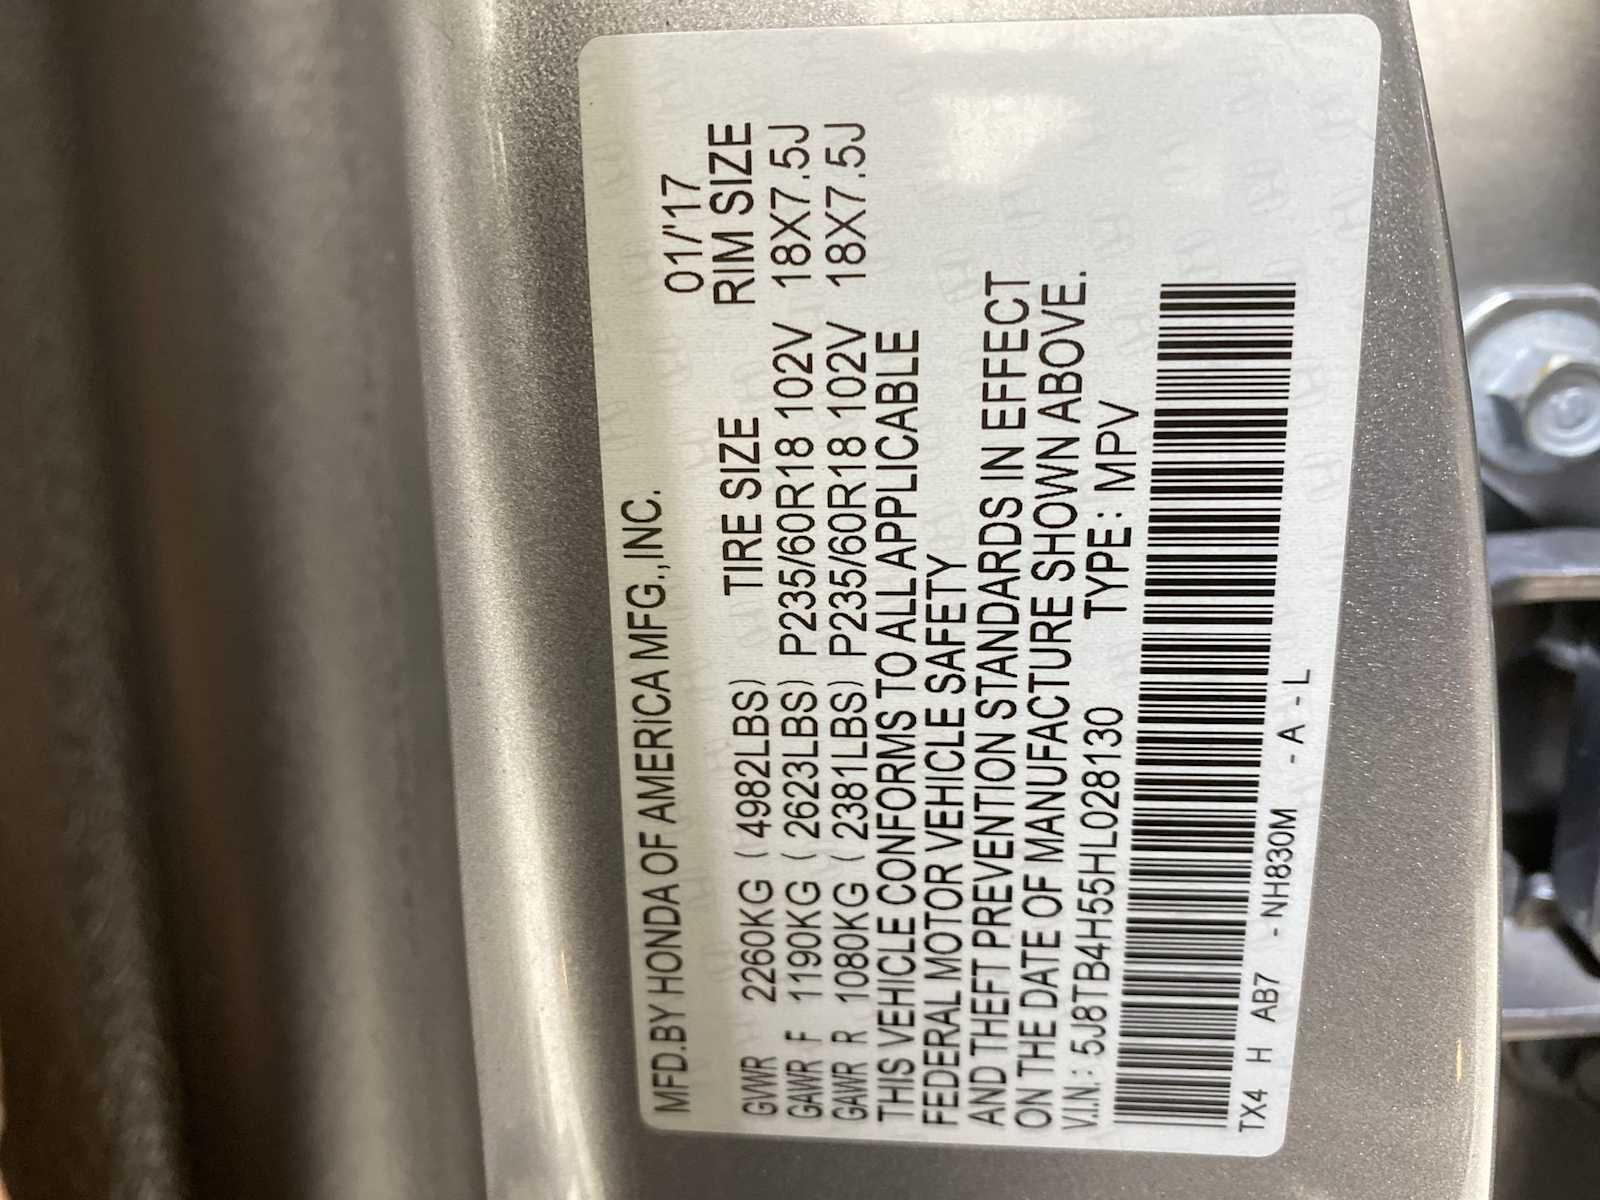 MFD.BY HONDA OF AMERICA MFG.,INC. 01/'17
TIRE SIZE RIM SIZE
GVWR 2260KG ( 4982LBS)
GAWR F 1190KG ( 2623LBS) P235/60R18 102V 18X7.5J
GAWR R 1080KG ( 2381LBS) P235/60R18 102V 18X7.5J
THIS VEHICLE CONFORMS TO ALL APPLICABLE
FEDERAL MOTOR VEHICLE SAFETY
AND THEFT PREVENTION STANDARDS IN EFFECT
ON THE DATE OF MANUFACTURE SHOWN ABOVE.
V.I.N.: 5J8TB4H55HL028130 TYPE : MPV
TX4 H AB7 -NH830M -A -L